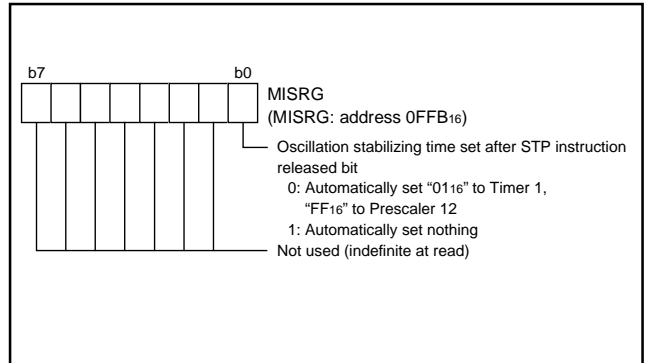 b7 b0
MISRG
(MISRG: address 0FFB16)
Oscillation stabilizing time set after STP instruction
released bit
0: Automatically set “0116” to Timer 1,
“FF16” to Prescaler 12
1: Automatically set nothing
Not used (indefinite at read)